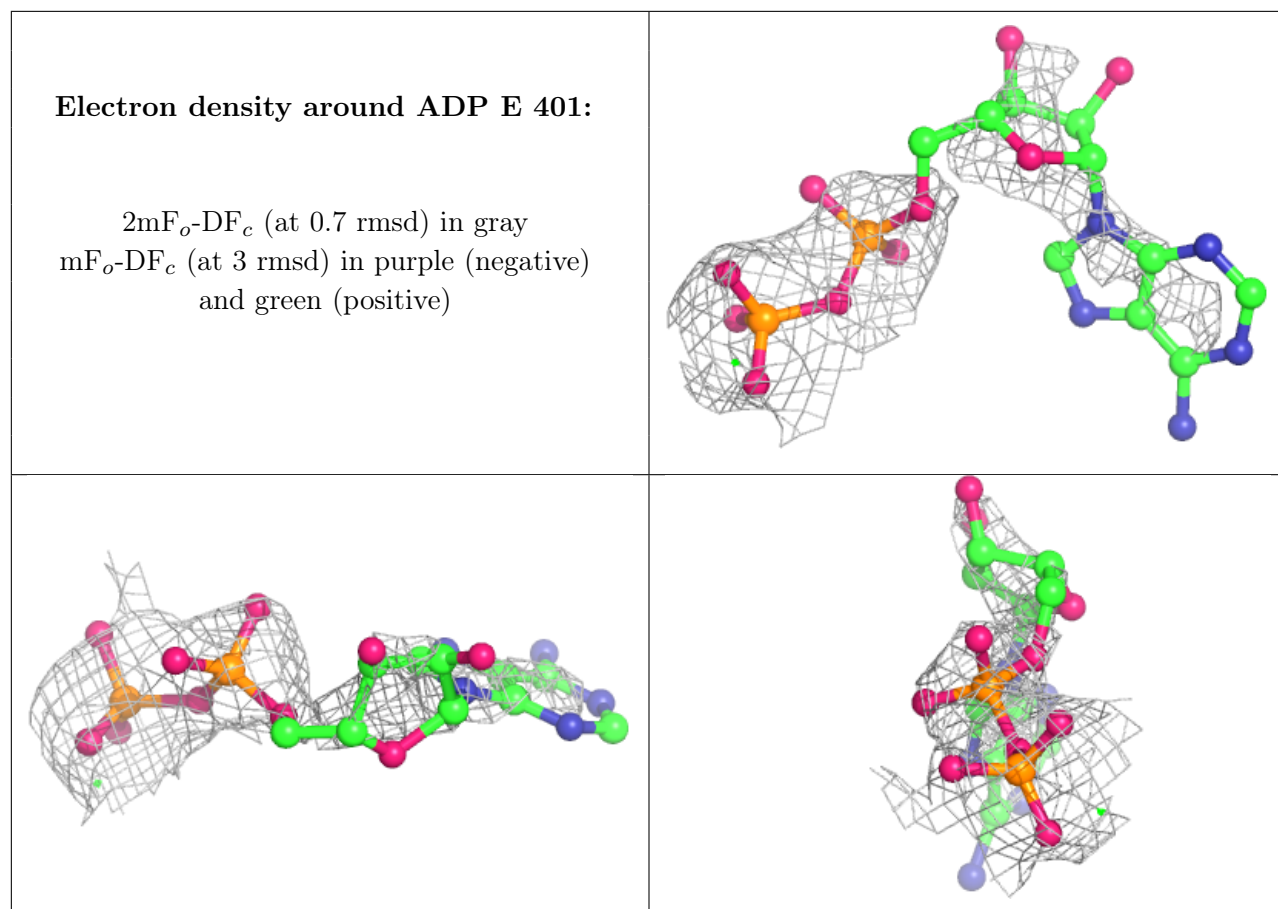 Electron density around ADP E 401:
2mFo-DFc (at 0.7 rmsd) in gray
mFo-DFc (at 3 rmsd) in purple (negative)
and green (positive)